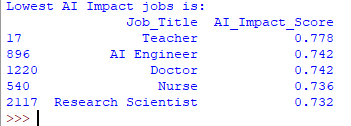 Lowest AI Impact jobs is:
Job_Title AI_Impact_Score
17 Teacher 0.778
896 AI Engineer 0.742
1220 Doctor 0.742
540 Nurse 0.736
2117 Research Scientist 0.732
>>>